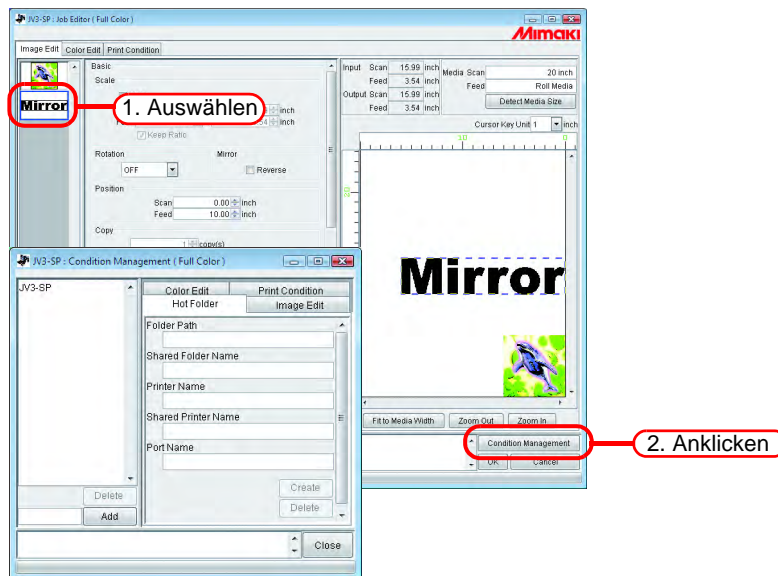 JV3-SP : Job Editor ( Full Color )
Mimaki
Image Edit Color Edit Print Condition
Mirror
1. Auswählen
Basic
Scale
inch
inch
Keep Ratio
Rotation Mirror
OFF Reverse
Position
Scan 0.00 inch
Feed 10.00 inch
Copy
1 copy(s)
Input Scan 15.99 inch
Feed 3.54 inch
Output Scan 15.99 inch
Feed 3.54 inch
Media Scan 20 inch
Feed Roll Media
Detect Media Size
Cursor Key Unit 1 inch
10 0
20
Mirror
Fit to Media Width Zoom Out Zoom In
Condition Management
2. Anklicken
OK Cancel
JV3-SP : Condition Management ( Full Color )
JV3-SP
Color Edit Print Condition
Hot Folder Image Edit
Folder Path
Shared Folder Name
Printer Name
Shared Printer Name
Port Name
Create
Delete
Delete
Add
Close